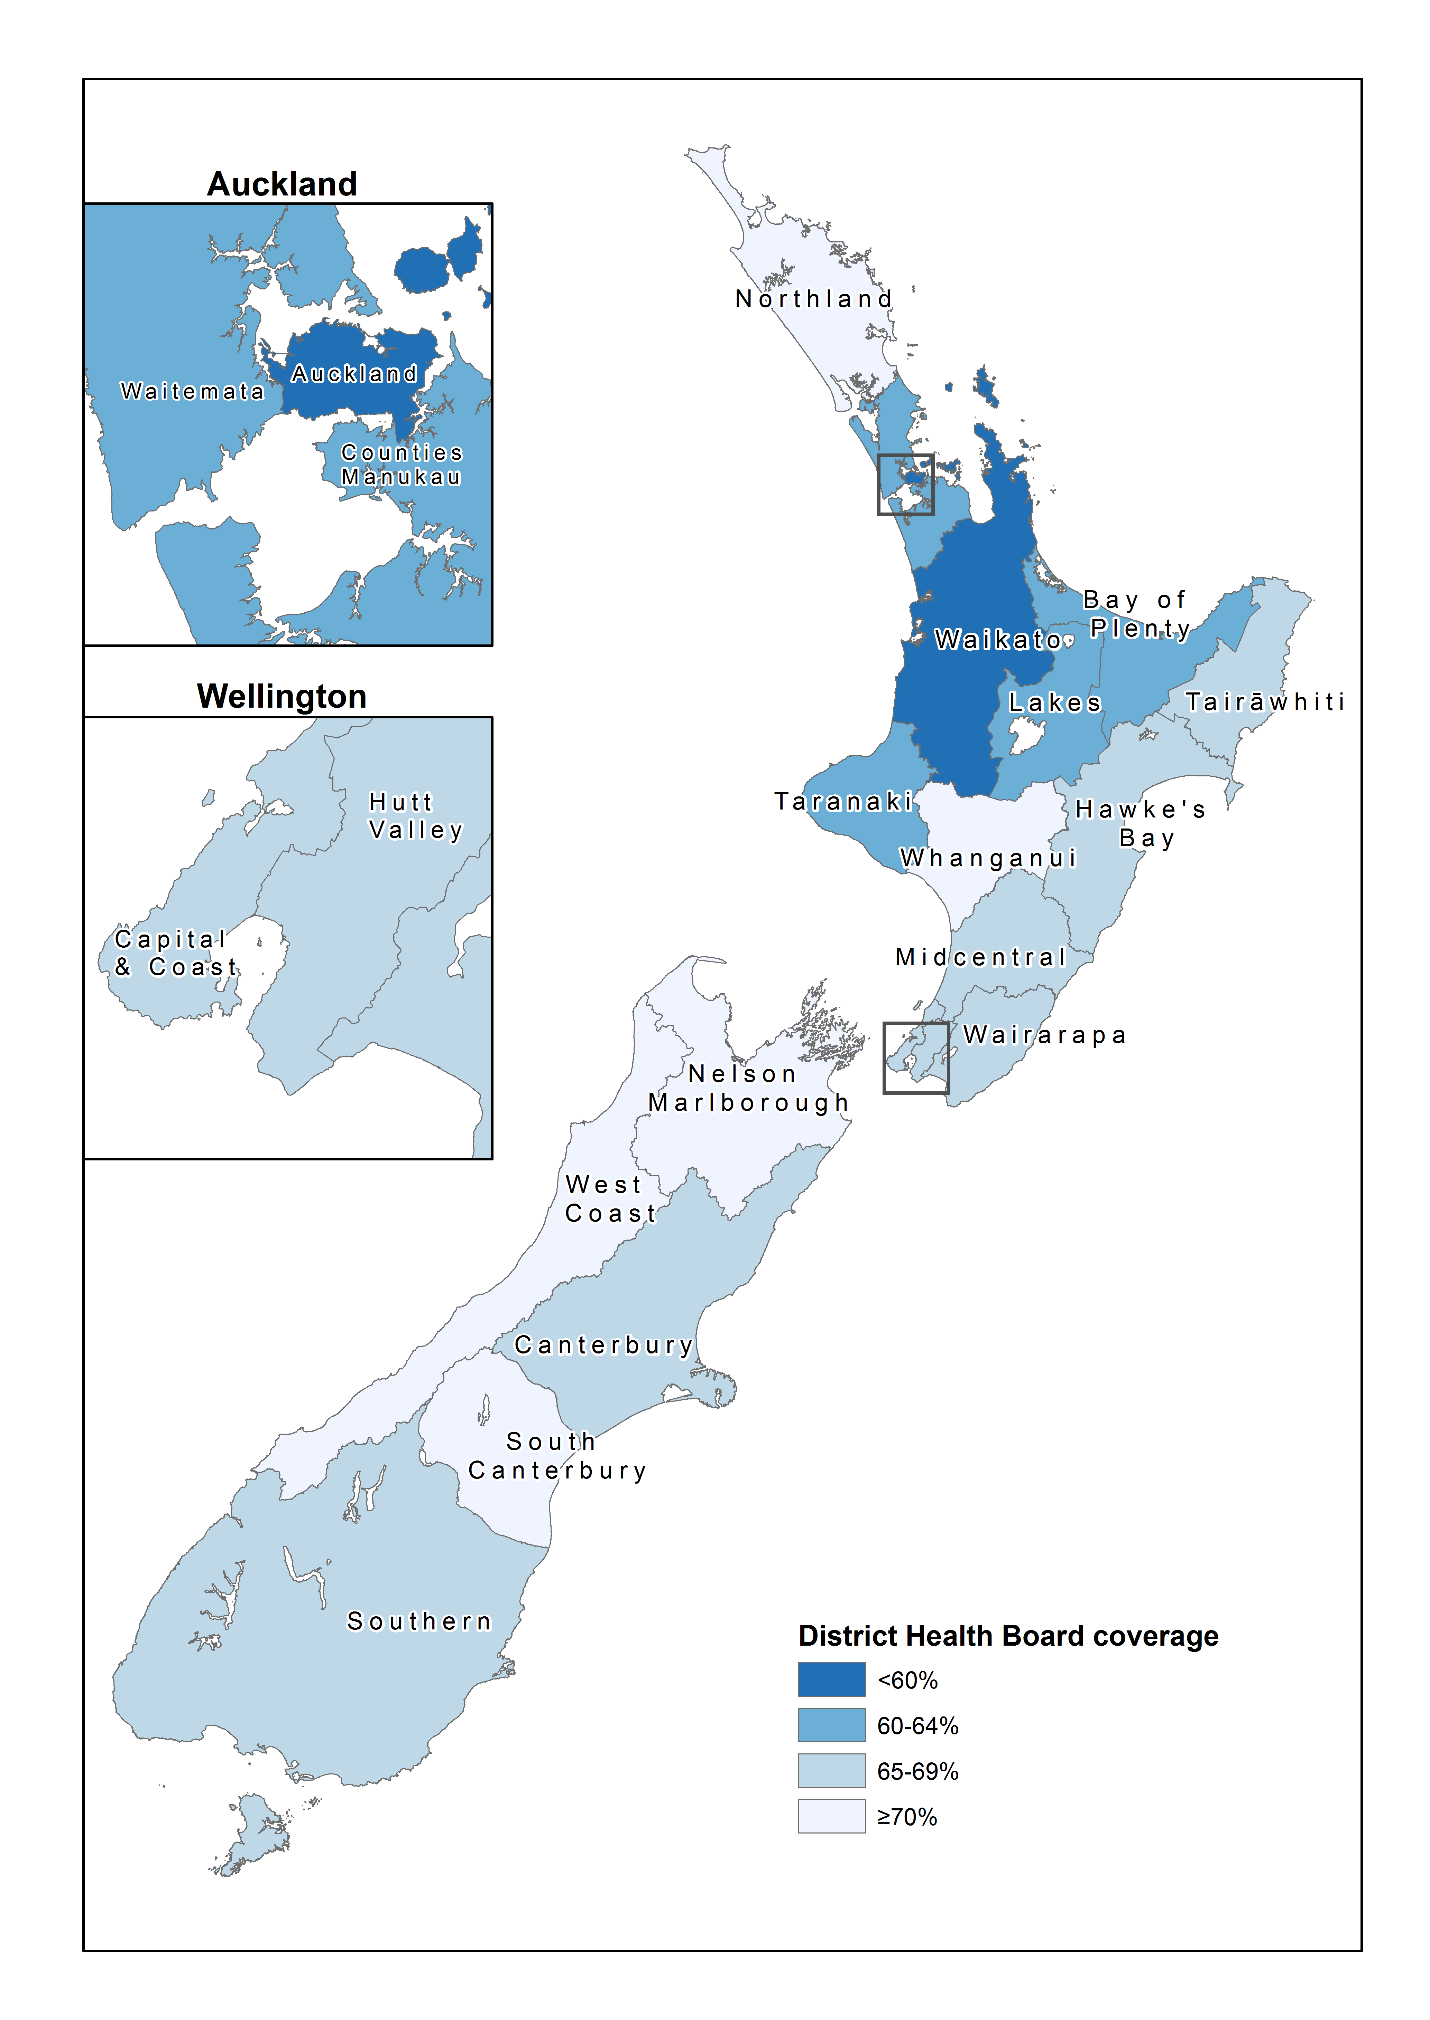 Auckland
Waitemata
Auckland
Counties
Manukau
Wellington
Hutt
Valley
Capital
& Coast
Northland
Bay of
Plenty
Waikato
Lakes
Tairāwhiti
Taranaki
Hawke's
Bay
Whanganui
Midcentral
Wairarapa
Nelson
Marlborough
West
Coast
Canterbury
South
Canterbury
Southern
District Health Board coverage
<60%
60-64%
65-69%
≥70%